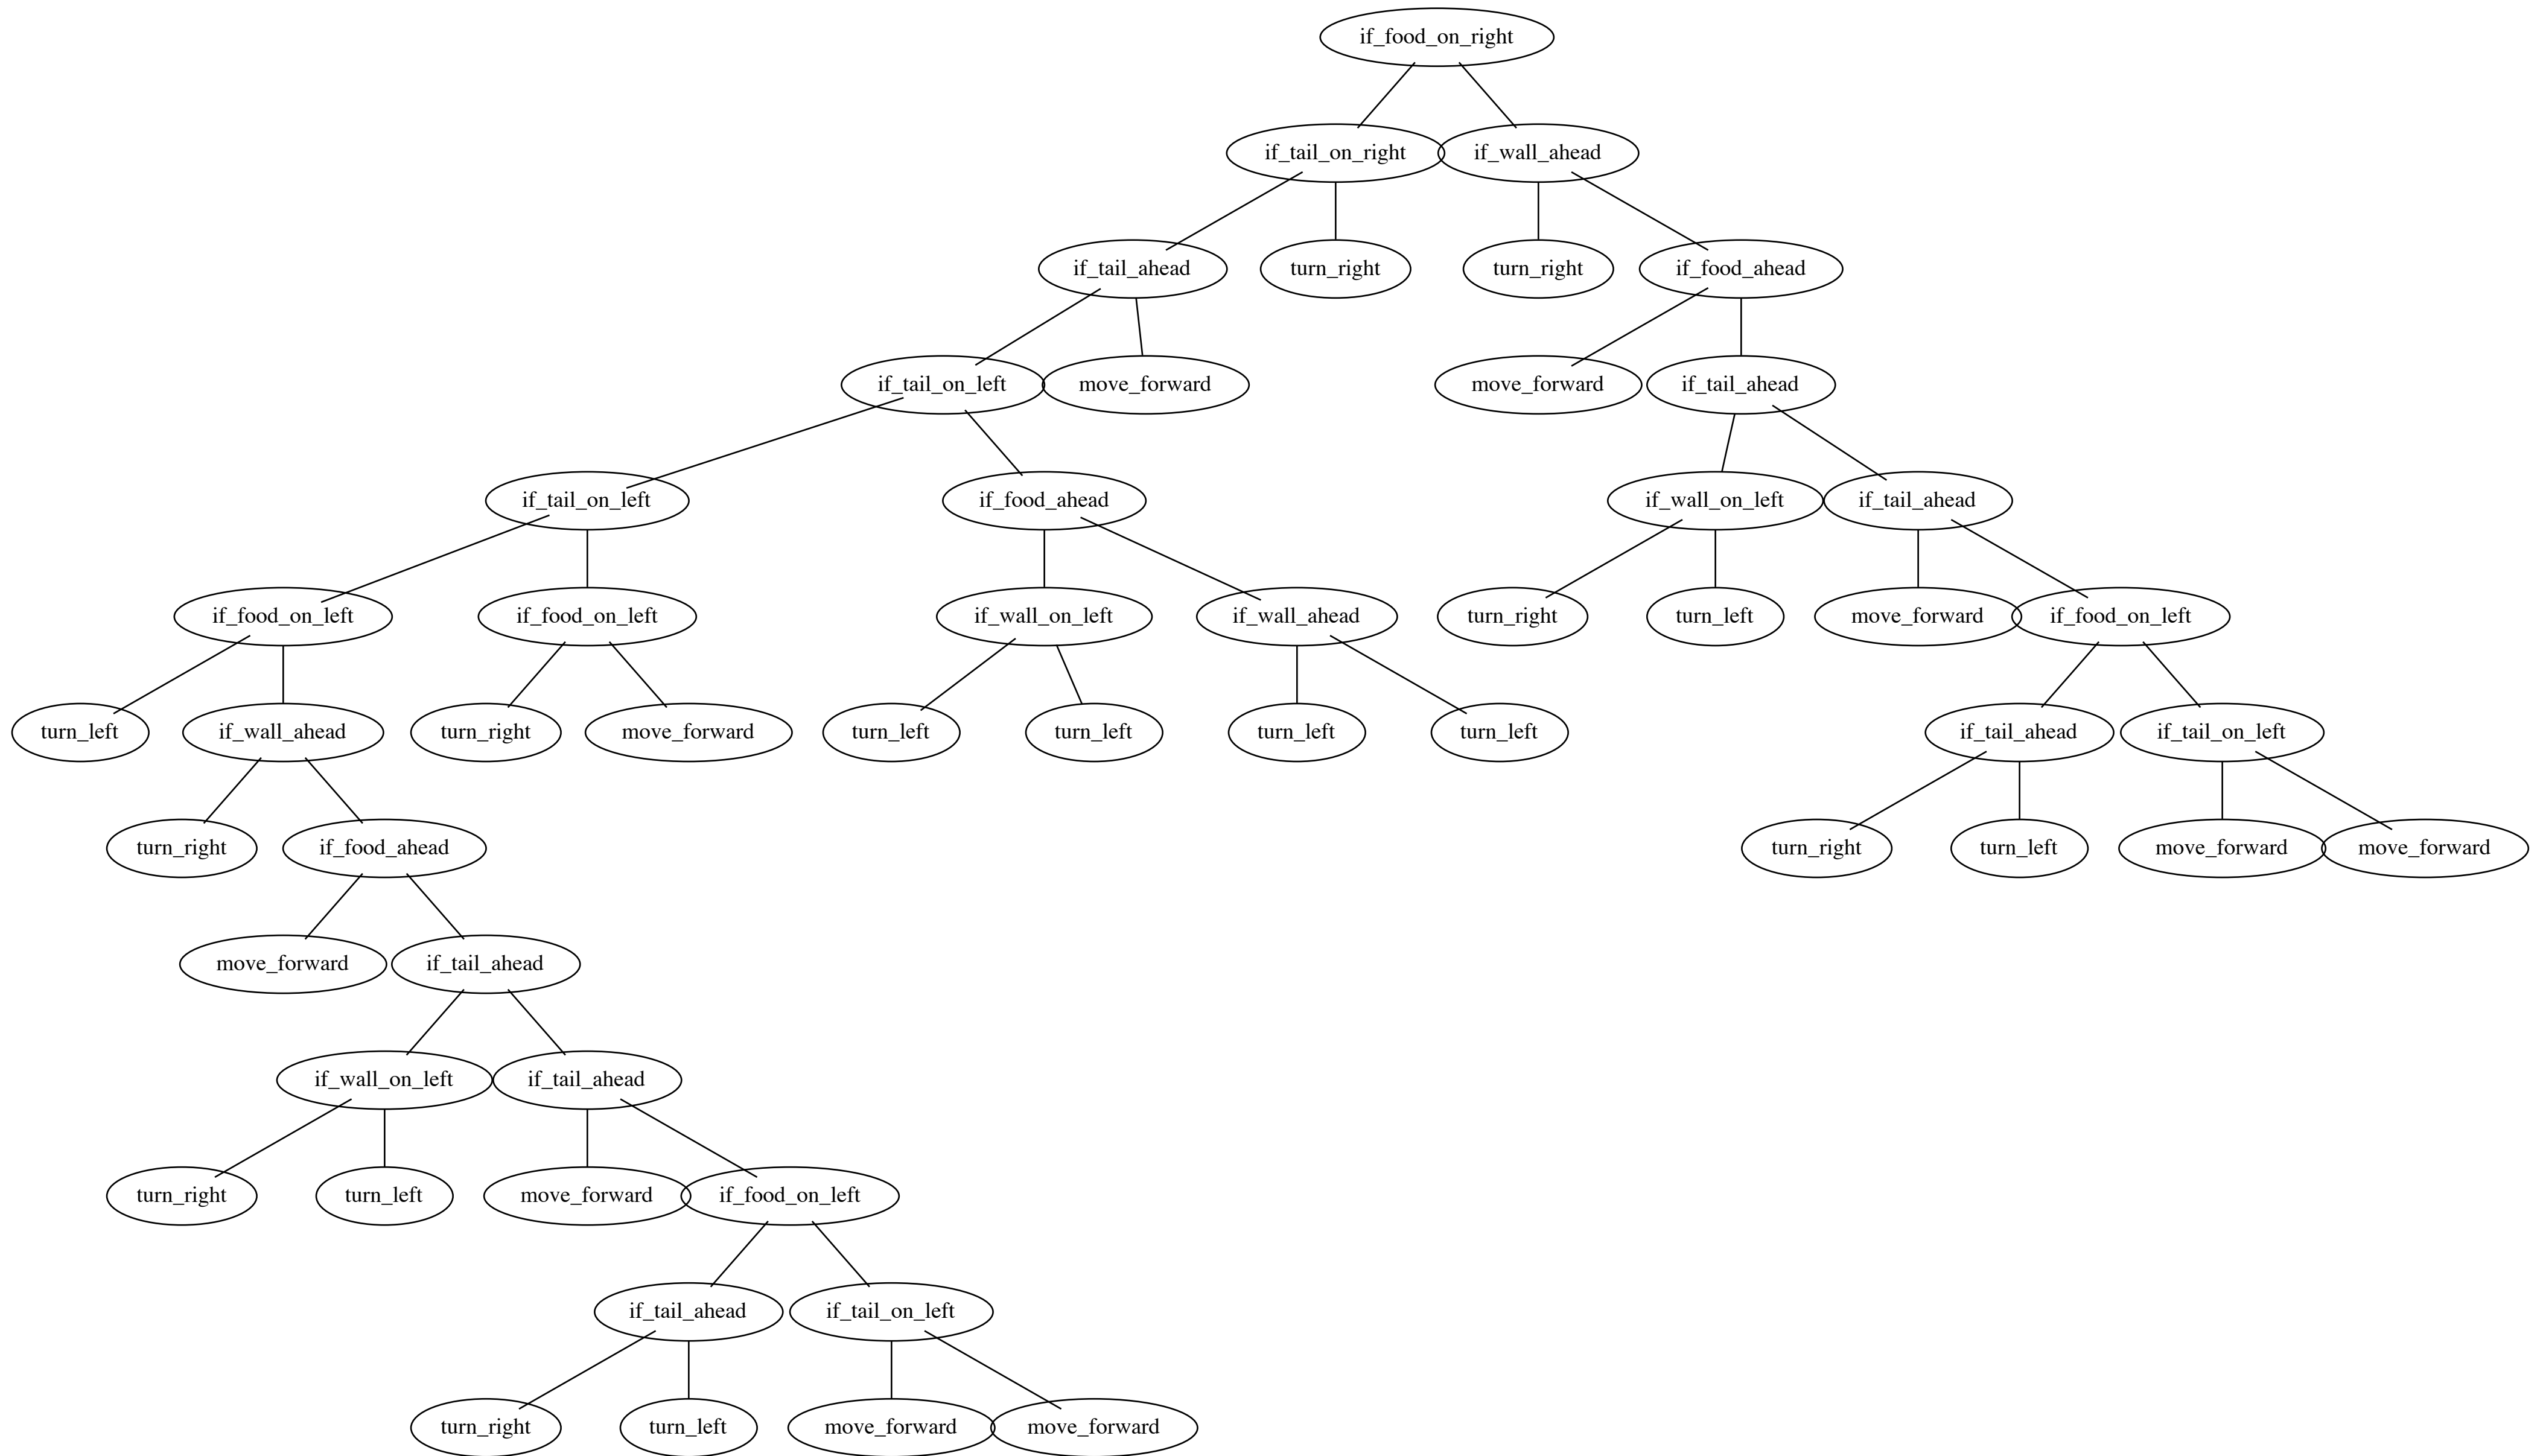 if_food_on_right
if_tail_on_right if_wall_ahead
if_tail_ahead turn_right turn_right if_food_ahead
if_tail_on_left move_forward move_forward if_tail_ahead
if_tail_on_left if_food_ahead if_wall_on_left if_tail_ahead
if_food_on_left if_food_on_left if_wall_on_left if_wall_ahead turn_right turn_left move_forward if_food_on_left
turn_left if_wall_ahead turn_right move_forward turn_left turn_left turn_left turn_left if_tail_ahead if_tail_on_left
turn_right if_food_ahead turn_right turn_left move_forward move_forward
move_forward if_tail_ahead
if_wall_on_left if_tail_ahead
turn_right turn_left move_forward if_food_on_left
if_tail_ahead if_tail_on_left
turn_right turn_left move_forward move_forward